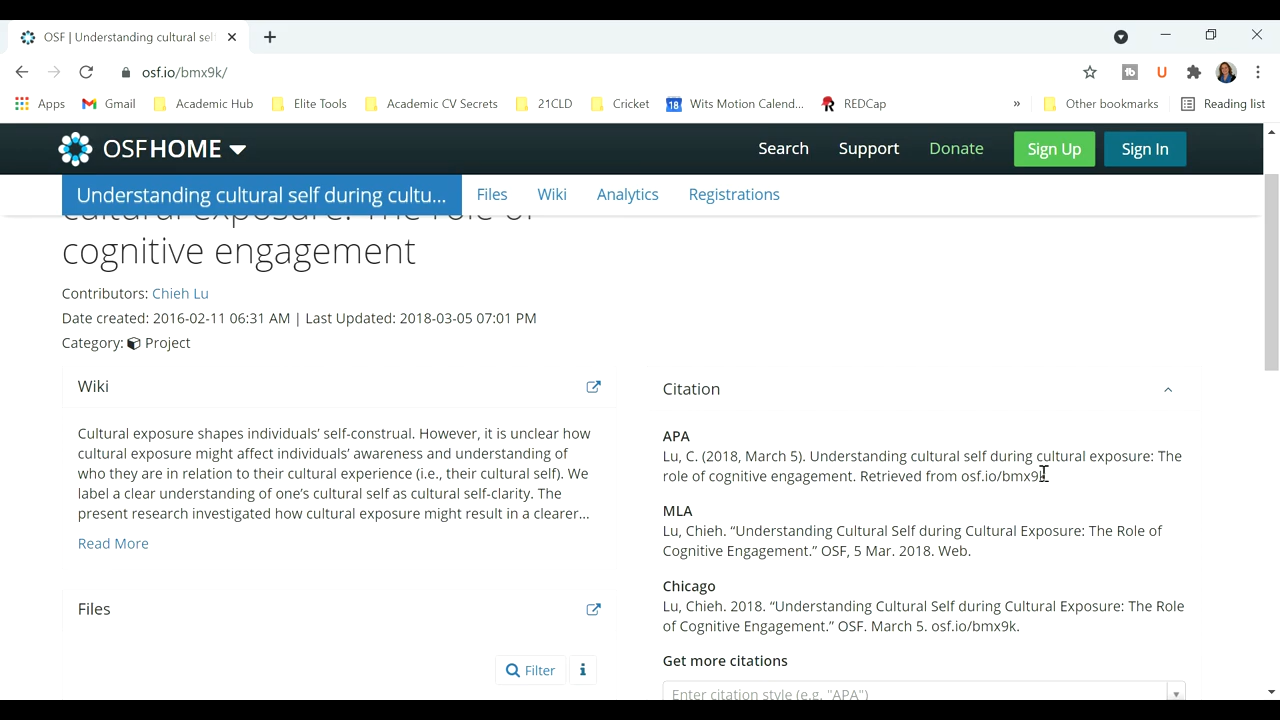 OSF | Understanding cultural sel
osf.io/bmx9k/
Apps Gmail Academic Hub Elite Tools Academic CV Secrets 21CLD Cricket 18 Wits Motion Calend... REDCap » Other bookmarks Reading list
OSFHOME Search Support Donate Sign Up Sign In
Understanding cultural self during cultu... Files Wiki Analytics Registrations
cultural exposure: The role of
cognitive engagement
Contributors: Chieh Lu
Date created: 2016-02-11 06:31 AM | Last Updated: 2018-03-05 07:01 PM
Category: Project
Wiki
Cultural exposure shapes individuals’ self-construal. However, it is unclear how
cultural exposure might affect individuals’ awareness and understanding of
who they are in relation to their cultural experience (i.e., their cultural self). We
label a clear understanding of one’s cultural self as cultural self-clarity. The
present research investigated how cultural exposure might result in a clearer...
Read More
Files
Filter
Citation
APA
Lu, C. (2018, March 5). Understanding cultural self during cultural exposure: The
role of cognitive engagement. Retrieved from osf.io/bmx9k
MLA
Lu, Chieh. “Understanding Cultural Self during Cultural Exposure: The Role of
Cognitive Engagement.” OSF, 5 Mar. 2018. Web.
Chicago
Lu, Chieh. 2018. “Understanding Cultural Self during Cultural Exposure: The Role
of Cognitive Engagement.” OSF. March 5. osf.io/bmx9k.
Get more citations
Enter citation style (e.g. "APA")